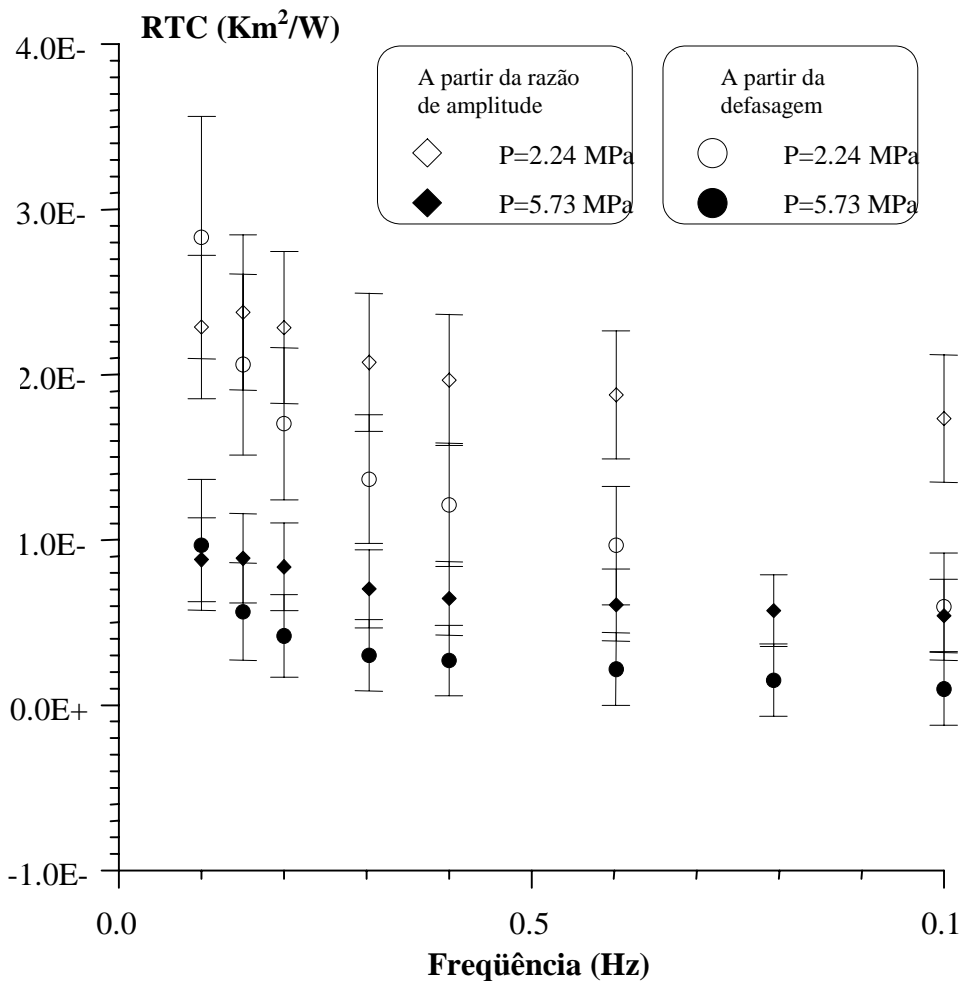 RTC (Km²/W)
4.0E-
3.0E-
2.0E-
1.0E-
0.0E+
-1.0E-
A partir da razão
de amplitude
P=2.24 MPa
P=5.73 MPa
A partir da
defasagem
P=2.24 MPa
P=5.73 MPa
0.0
0.5
0.1
Freqüência (Hz)